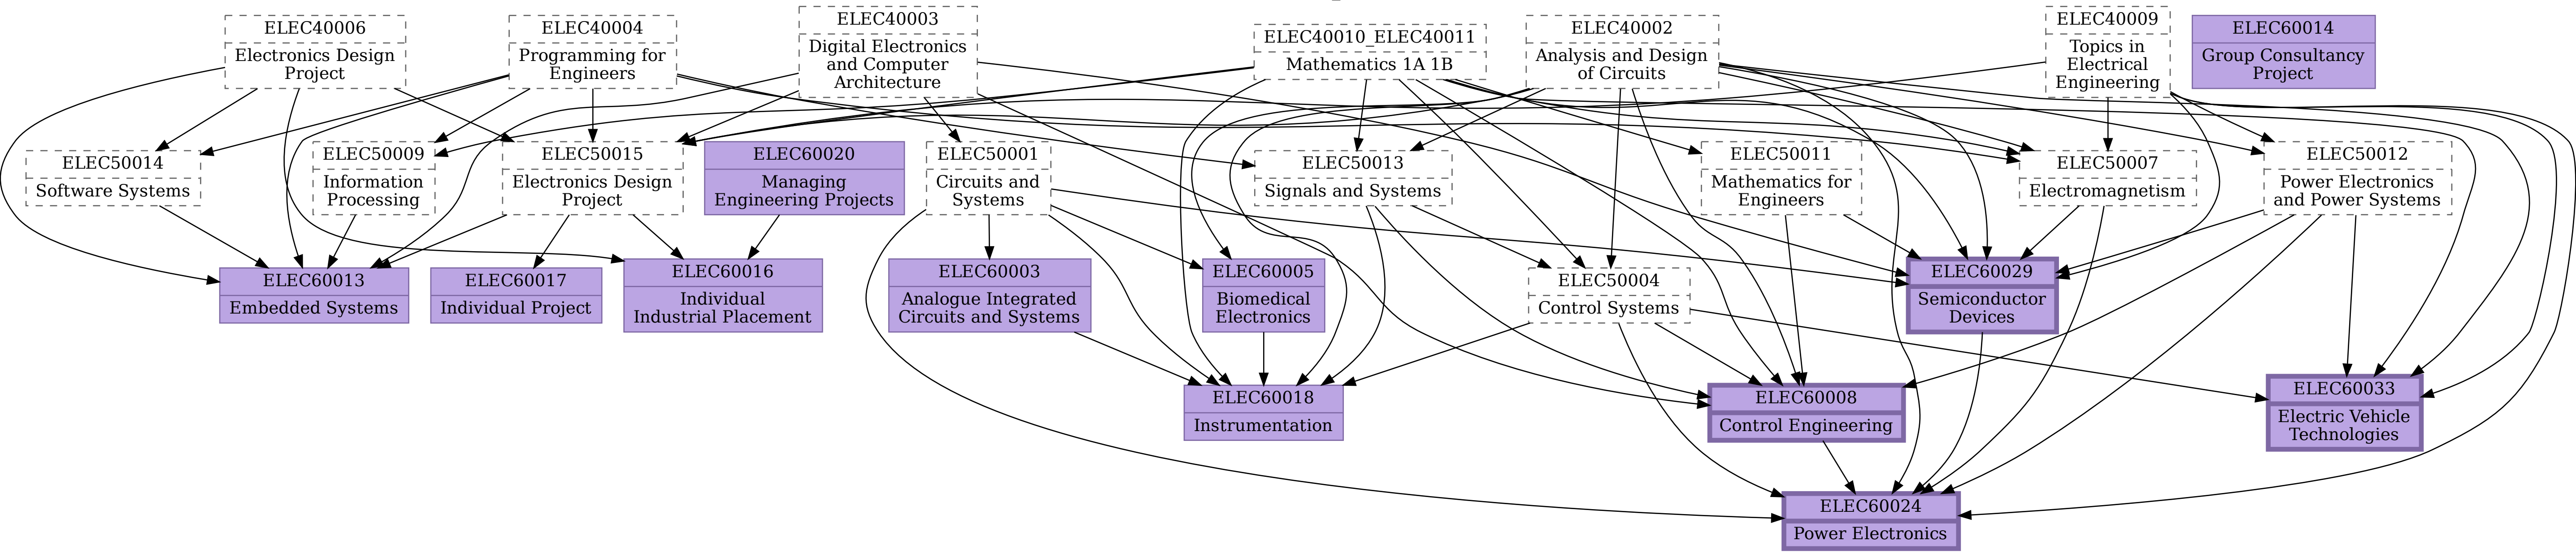 ELEC40006
Electronics Design
Project
ELEC40004
Programming for
Engineers
ELEC40003
Digital Electronics
and Computer
Architecture
ELEC40010_ELEC40011
Mathematics 1A 1B
ELEC40002
Analysis and Design
of Circuits
ELEC40009
Topics in
Electrical
Engineering
ELEC60014
Group Consultancy
Project
ELEC50014
Software Systems
ELEC50009
Information
Processing
ELEC50015
Electronics Design
Project
ELEC60020
Managing
Engineering Projects
ELEC50001
Circuits and
Systems
ELEC50013
Signals and Systems
ELEC50011
Mathematics for
Engineers
ELEC50007
Electromagnetism
ELEC50012
Power Electronics
and Power Systems
ELEC60013
Embedded Systems
ELEC60017
Individual Project
ELEC60016
Individual
Industrial Placement
ELEC60003
Analogue Integrated
Circuits and Systems
ELEC60005
Biomedical
Electronics
ELEC50004
Control Systems
ELEC60029
Semiconductor
Devices
ELEC60018
Instrumentation
ELEC60008
Control Engineering
ELEC60033
Electric Vehicle
Technologies
ELEC60024
Power Electronics